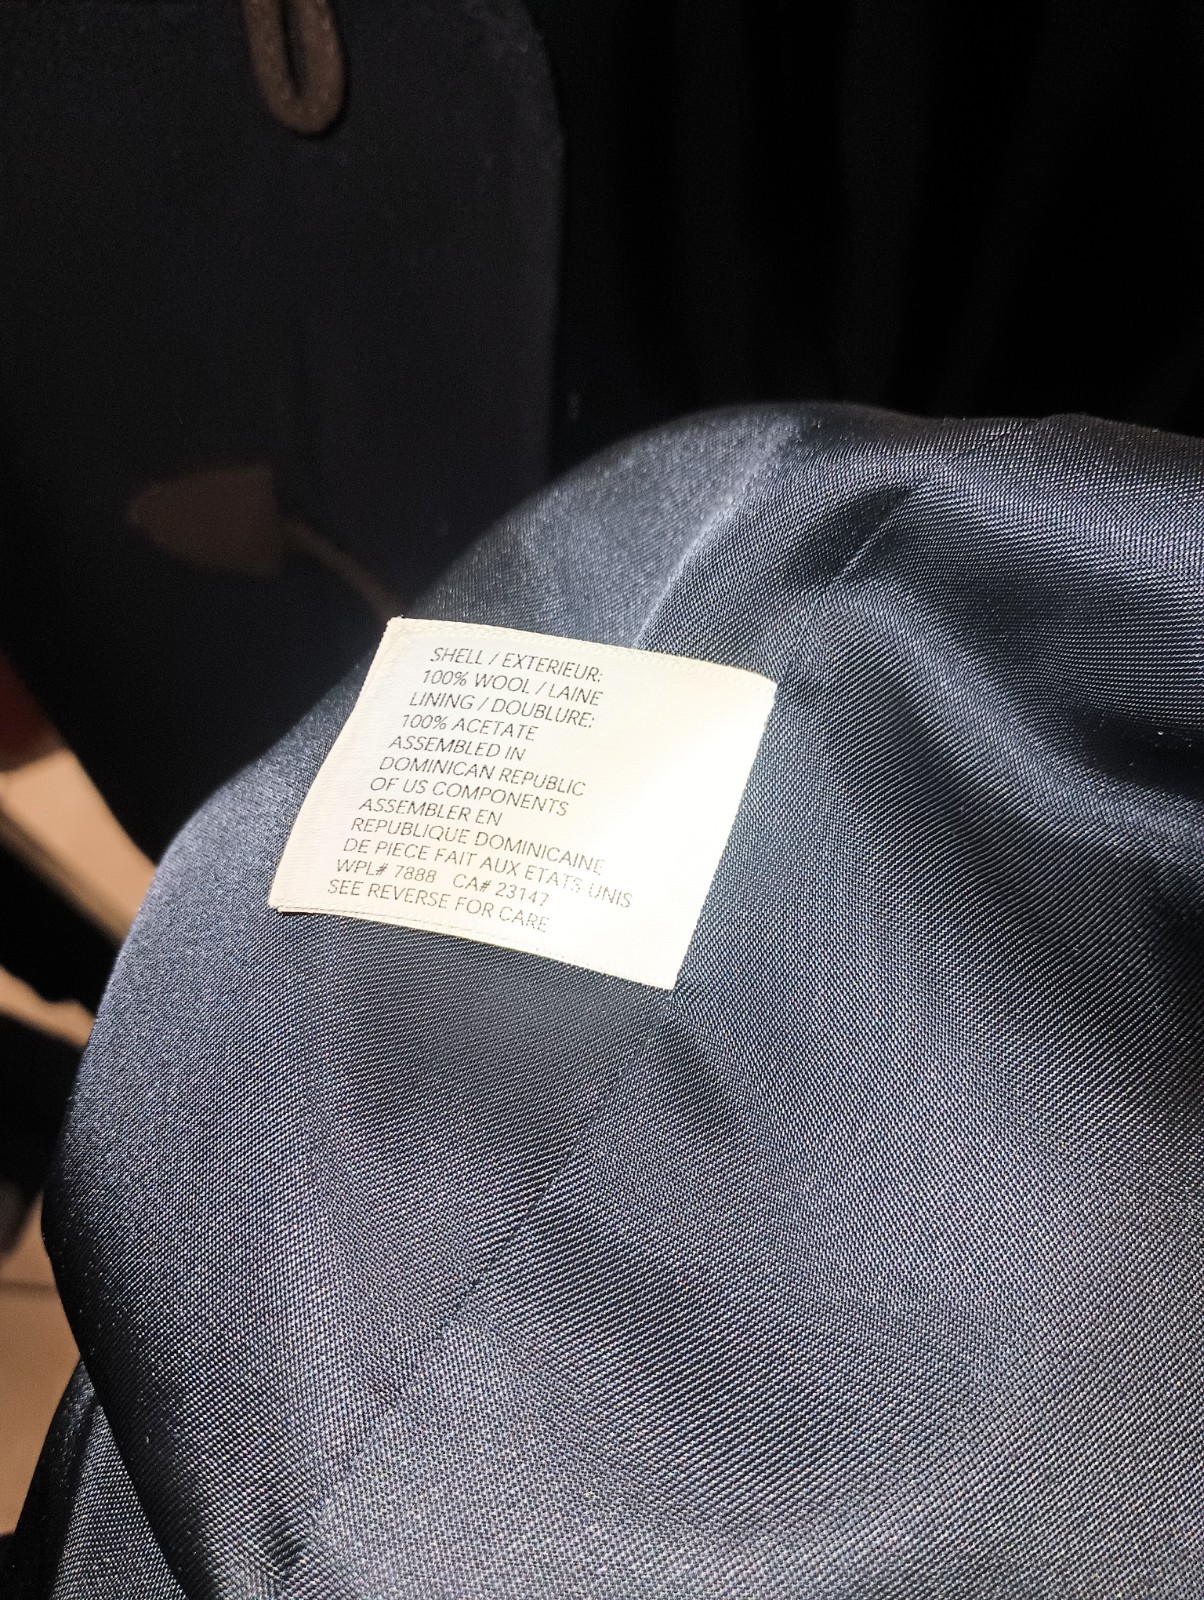 SHELL / EXTERIEUR:
100% WOOL / LAINE
LINING / DOUBLURE:
100% ACETATE
ASSEMBLED IN
DOMINICAN REPUBLIC
OF US COMPONENTS
ASSEMBLER EN
REPUBLIQUE DOMINICAINE
DE PIECE FAIT AUX ETATS UNIS
WPL# 7888 CA# 23147
SEE REVERSE FOR CARE